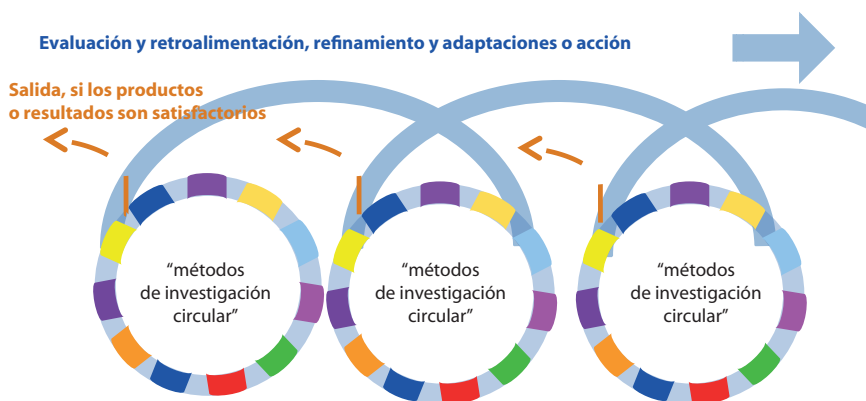 Evaluación y retroalimentación, refinamiento y adaptaciones o acción
Salida, si los productos
o resultados son satisfactorios
“métodos
de investigación
circular”
“métodos
de investigación
circular”
“métodos
de investigación
circular”